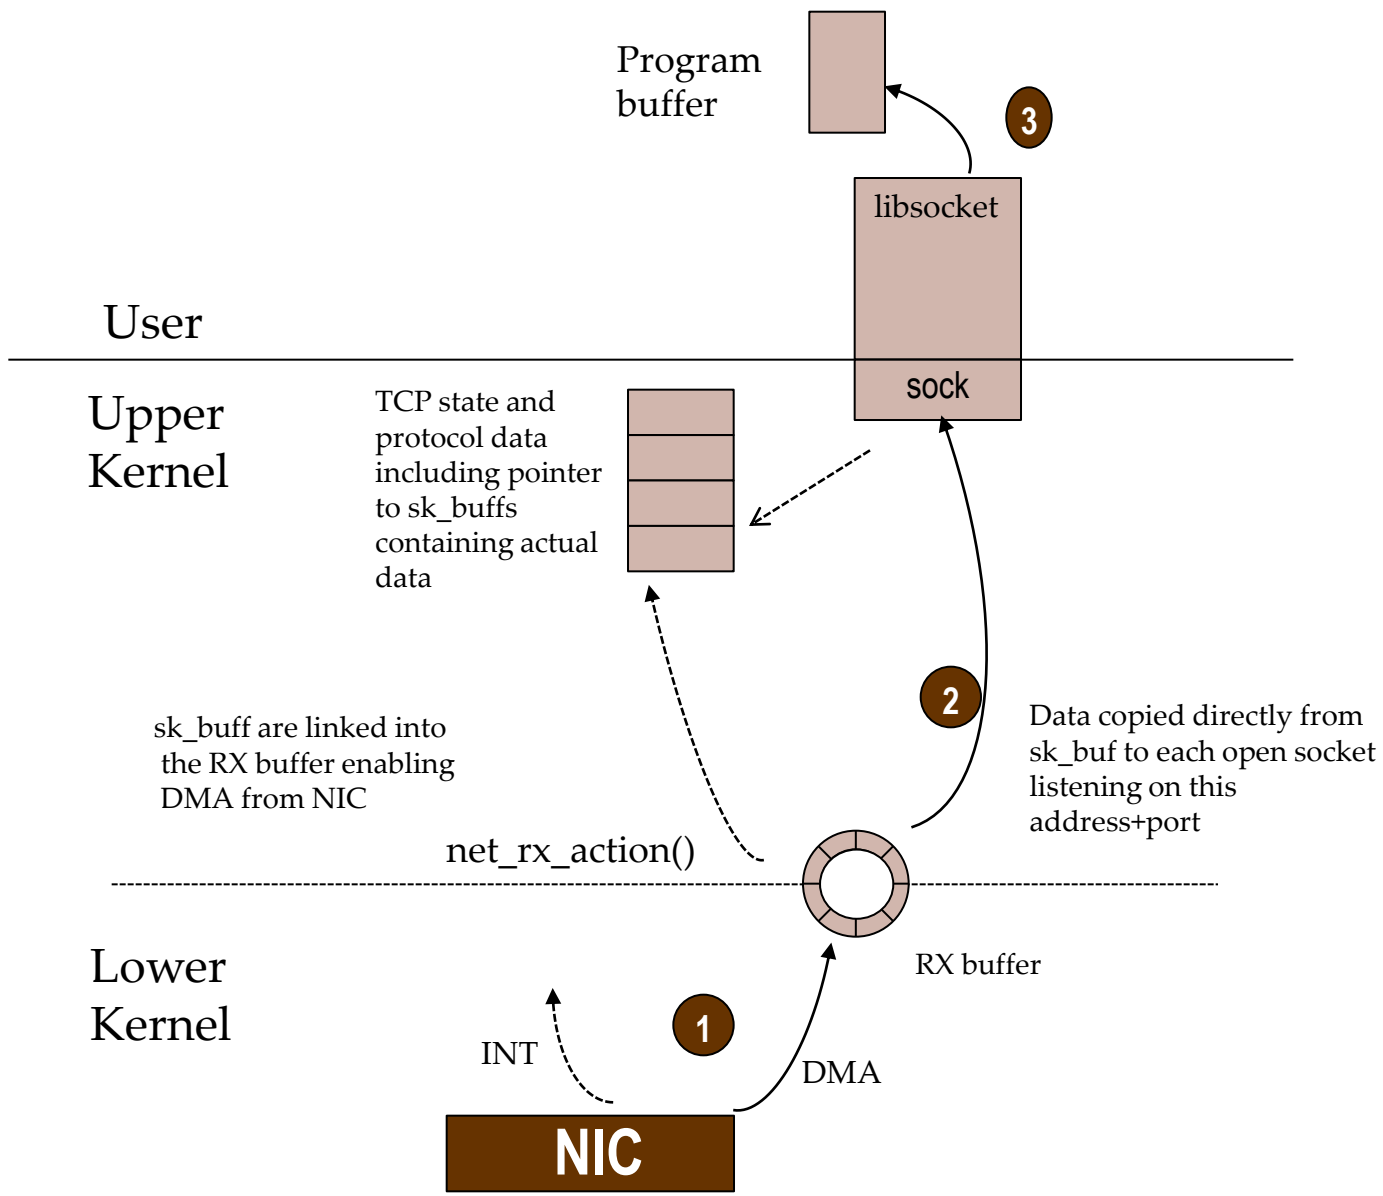 Program
buffer
3
libsocket
User
sock
Upper
Kernel
TCP state and
protocol data
including pointer
to sk_buffs
containing actual
data
2
sk_buff are linked into
the RX buffer enabling
DMA from NIC
Data copied directly from
sk_buf to each open socket
listening on this
address+port
net_rx_action()
Lower
Kernel
RX buffer
1
INT
DMA
NIC